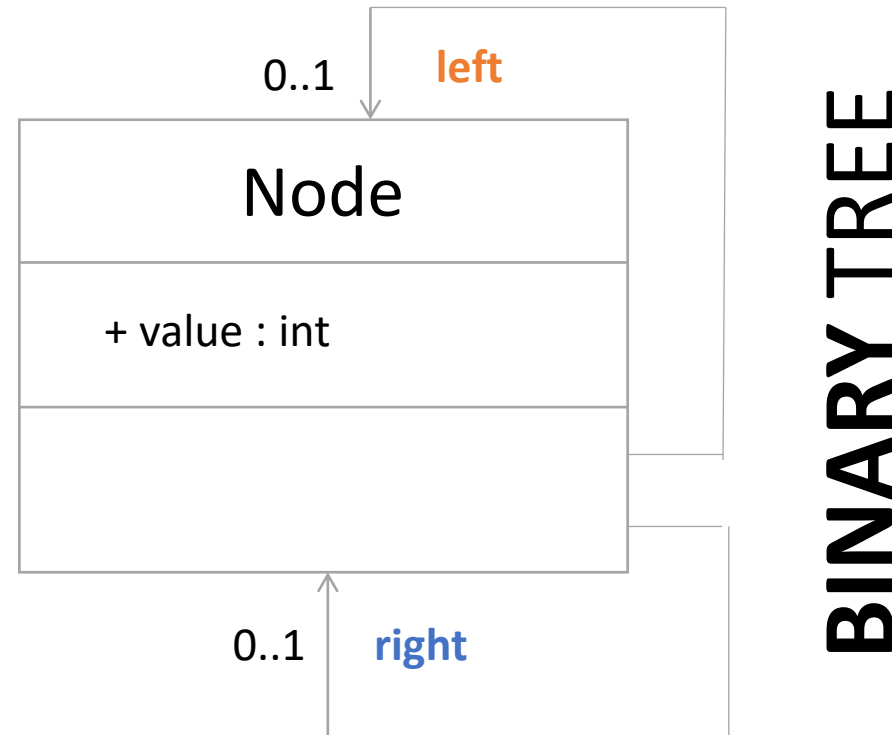 0..1
left
Node
+ value : int
0..1
right
BINARY TREE